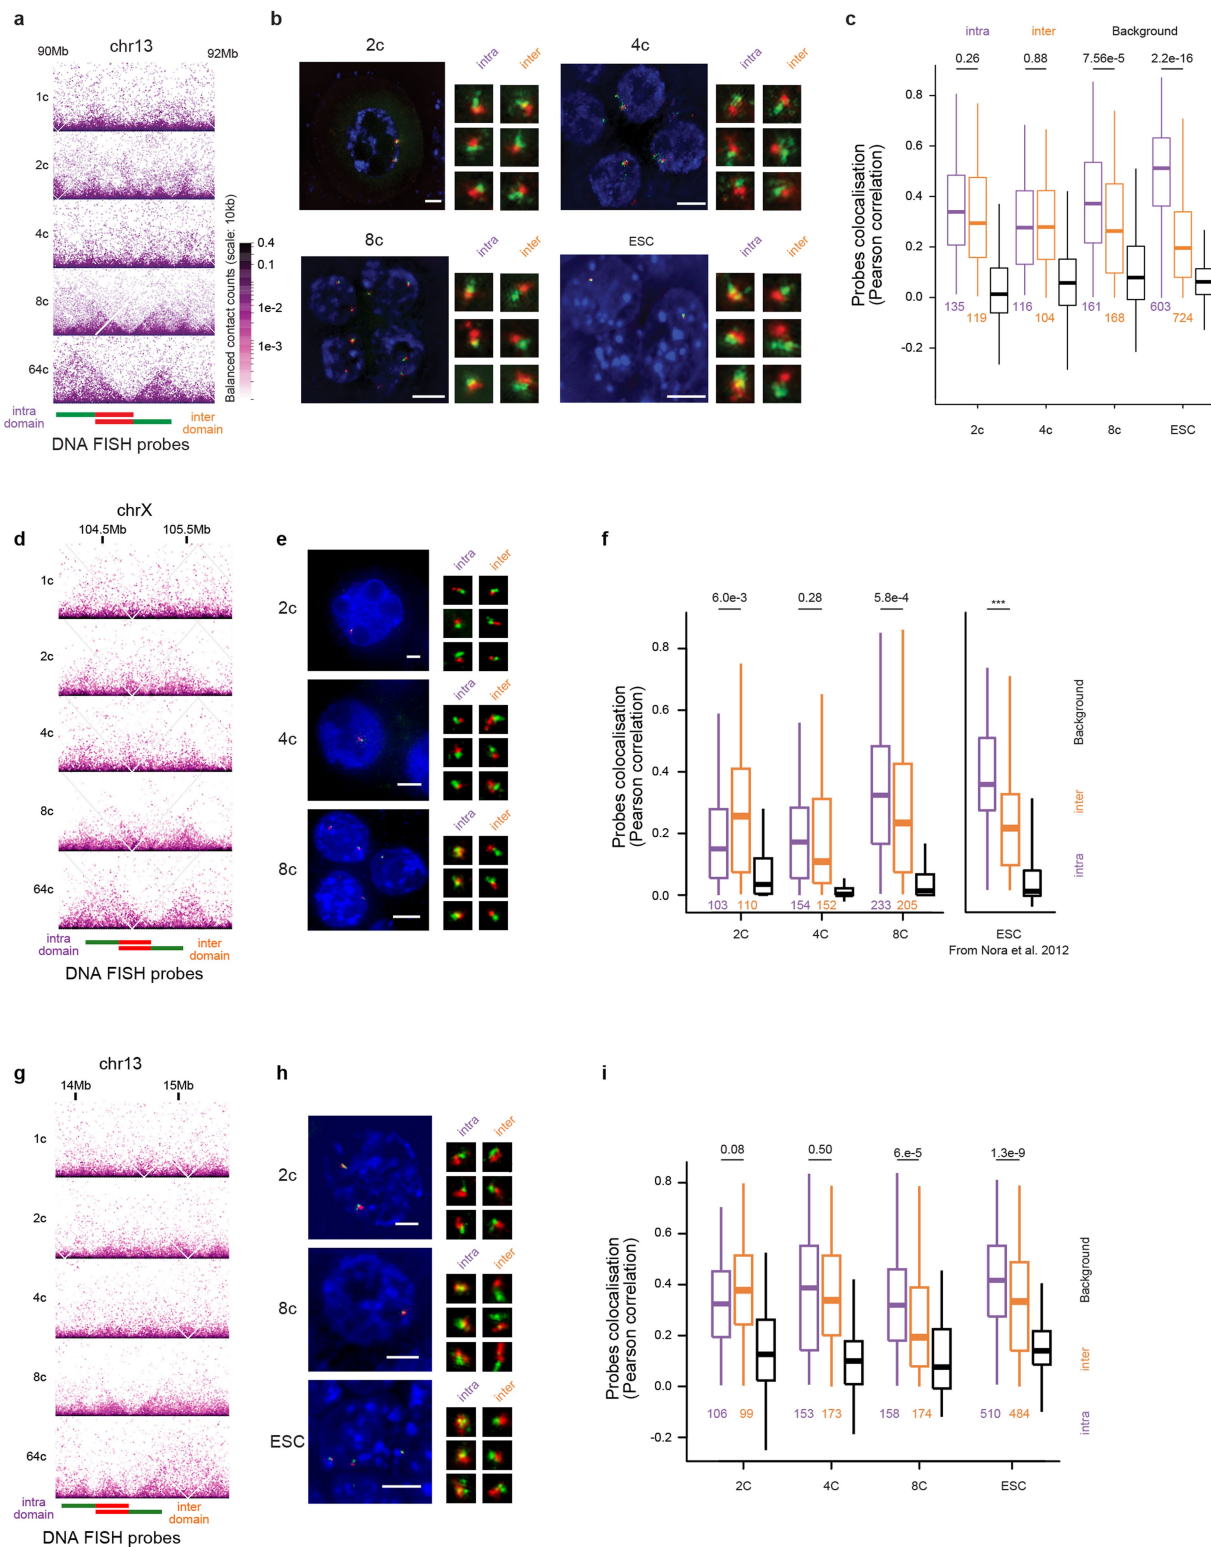 a
90Mb
chr13
92Mb
1c
2c
4c
8c
64c
Balanced contact counts (scale: 10kb)
0.4
0.1
1e-2
1e-3
intra
domain
inter
domain
DNA FISH probes
b
2c
intra
inter
4c
intra
inter
8c
intra
inter
ESC
intra
inter
c
intra
inter
Background
0.26
0.88
7.56e-5
2.2e-16
Probes colocalisation
(Pearson correlation)
0.8
0.6
0.4
0.2
0.0
-0.2
135
119
116
104
161
168
603
724
2c
4c
8c
ESC
d
chrX
104.5Mb
105.5Mb
1c
2c
4c
8c
64c
intra
domain
inter
domain
DNA FISH probes
e
2c
intra
inter
4c
intra
inter
8c
intra
inter
f
6.0e-3
0.28
5.8e-4
***
Probes colocalisation
(Pearson correlation)
0.8
0.6
0.4
0.2
0.0
103
110
154
152
233
205
2C
4C
8C
ESC
From Nora et al. 2012
Background
inter
intra
g
chr13
14Mb
15Mb
1c
2c
4c
8c
64c
intra
domain
inter
domain
DNA FISH probes
h
2c
intra
inter
8c
intra
inter
ESC
intra
inter
i
0.08
0.50
6.e-5
1.3e-9
Probes colocalisation
(Pearson correlation)
0.8
0.6
0.4
0.2
0.0
-0.2
106
99
153
173
158
174
510
484
2C
4C
8C
ESC
Background
inter
intra